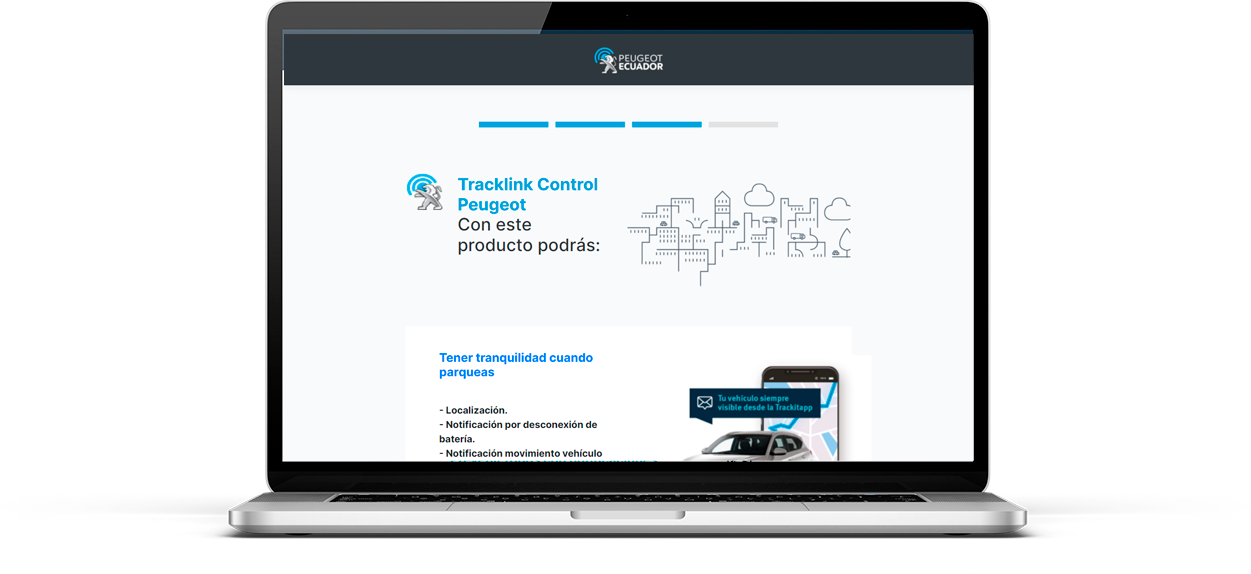 PEUGEOT
ECUADOR
Tracklink Control
Peugeot
Con este
producto podrás:
Tener tranquilidad cuando
parqueas
- Localización.
- Notificación por desconexión de
batería.
- Notificación movimiento vehículo
Tu vehículo siempre
visible desde la Trackitapp